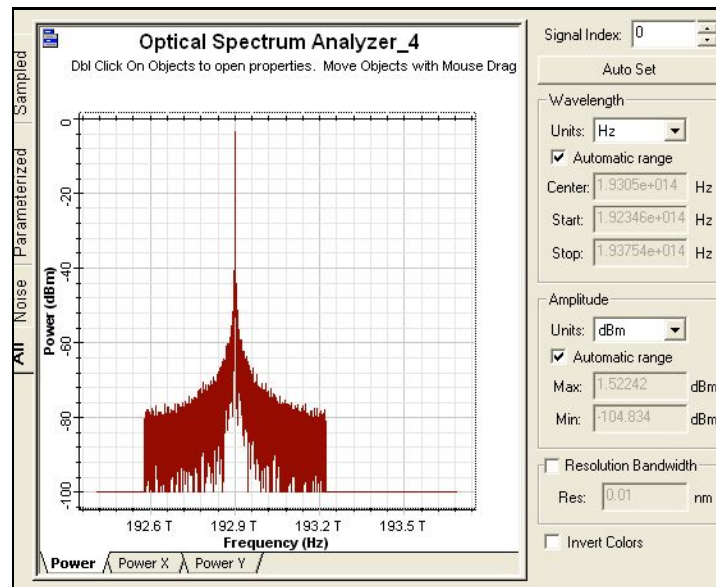 Optical Spectrum Analyzer_4
Dbl Click On Objects to open properties. Move Objects with Mouse Drag
Sampled
Parameterized
Noise
All
Power (dBm)
0
-20
-40
-60
-80
-100
192.6 T 192.9 T 193.2 T 193.5 T
Frequency (Hz)
Power Power X Power Y
Signal Index: 0
Auto Set
Wavelength
Units: Hz
Automatic range
Center: 1.9305e+014 Hz
Start: 1.92346e+014 Hz
Stop: 1.93754e+014 Hz
Amplitude
Units: dBm
Automatic range
Max: 1.52242 dBm
Min: -104.834 dBm
Resolution Bandwidth
Res: 0.01 nm
Invert Colors